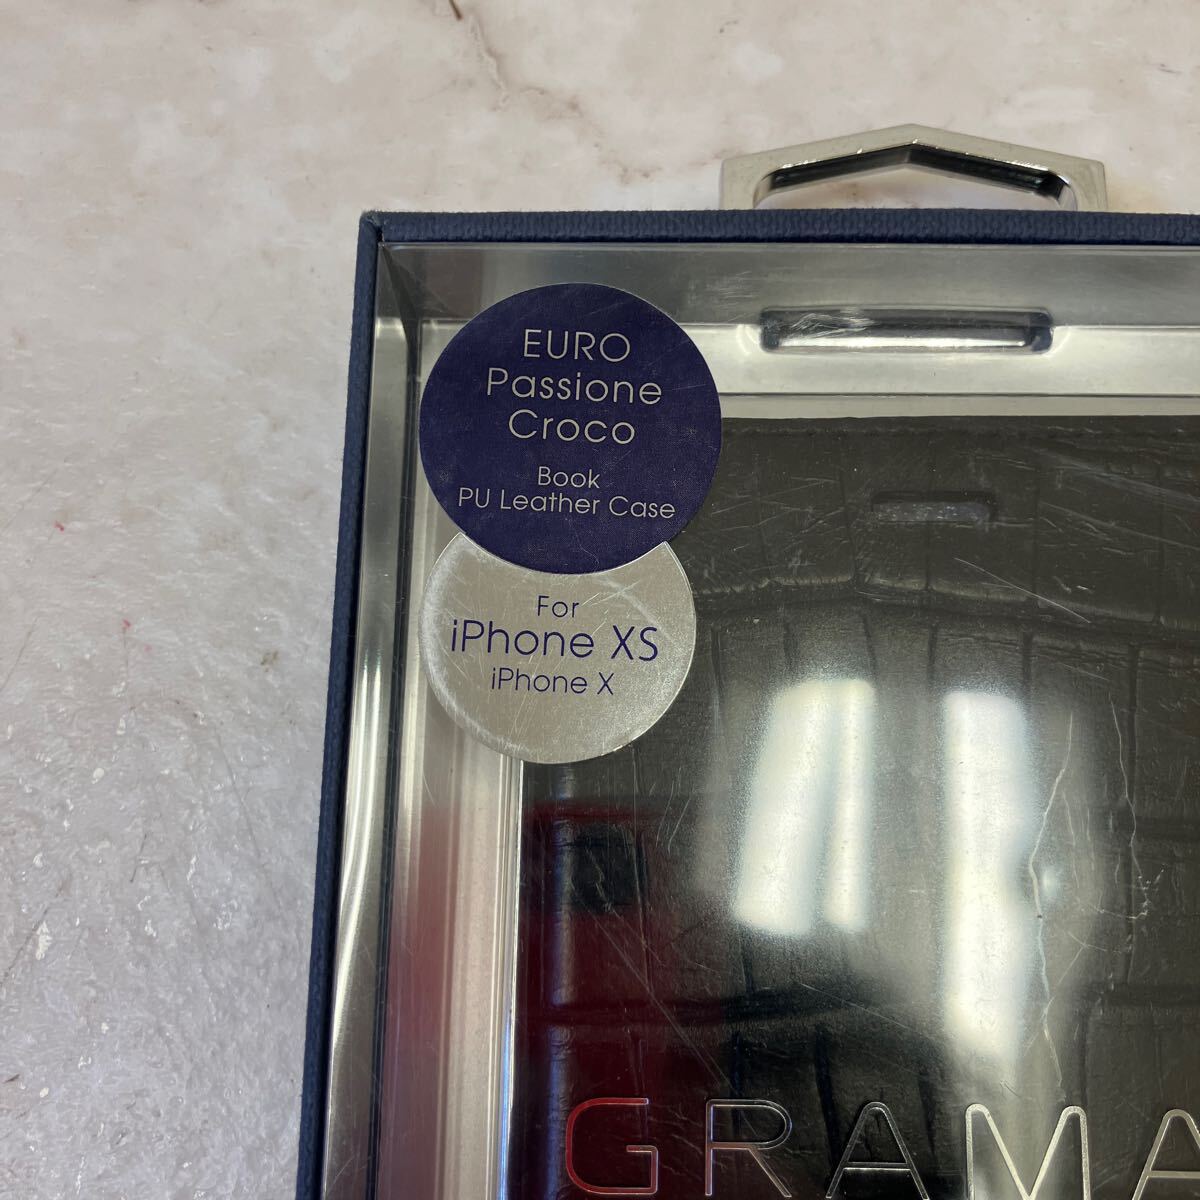 EURO
Passione
Croco
Book
PU Leather Case
For
iPhone XS
iPhone X
GRAMA